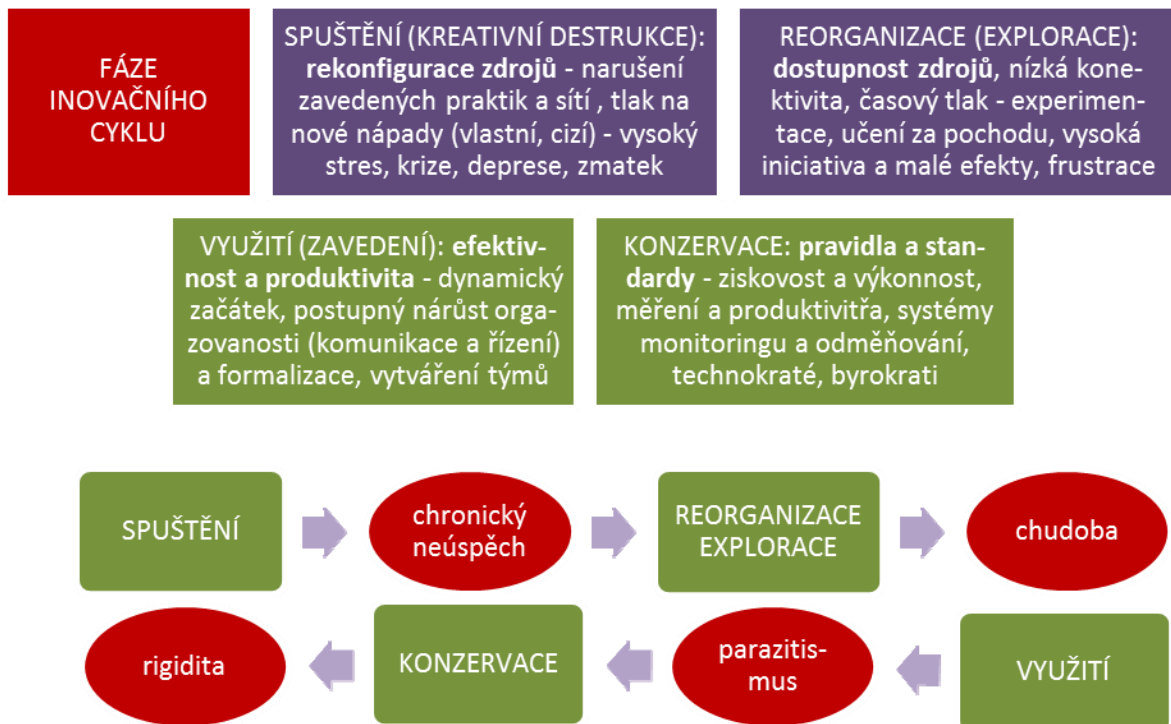 FÁZE
INOVAČNÍHO
CYKLU
SPUŠTĚNÍ (KREATIVNÍ DESTRUKCE):
rekonfigurace zdrojů - narušení
zavedených praktik a sítí , tlak na
nové nápady (vlastní, cizí) - vysoký
stres, krize, deprese, zmatek
REORGANIZACE (EXPLORACE):
dostupnost zdrojů, nízká kone-
ktivita, časový tlak - experimen-
tace, učení za pochodu, vysoká
iniciativa a malé efekty, frustrace
VYUŽITÍ (ZAVEDENÍ): efektiv-
nost a produktivita - dynamický
začátek, postupný nárůst orga-
zovanosti (komunikace a řízení)
a formalizace, vytváření týmů
KONZERVACE: pravidla a stan-
dardy - ziskovost a výkonnost,
měření a produktivitřa, systémy
monitoringu a odměňování,
technokraté, byrokrati
SPUŠTĚNÍ
chronický
neúspěch
REORGANIZACE
EXPLORACE
chudoba
rigidita
KONZERVACE
parazitis-
mus
VYUŽITÍ